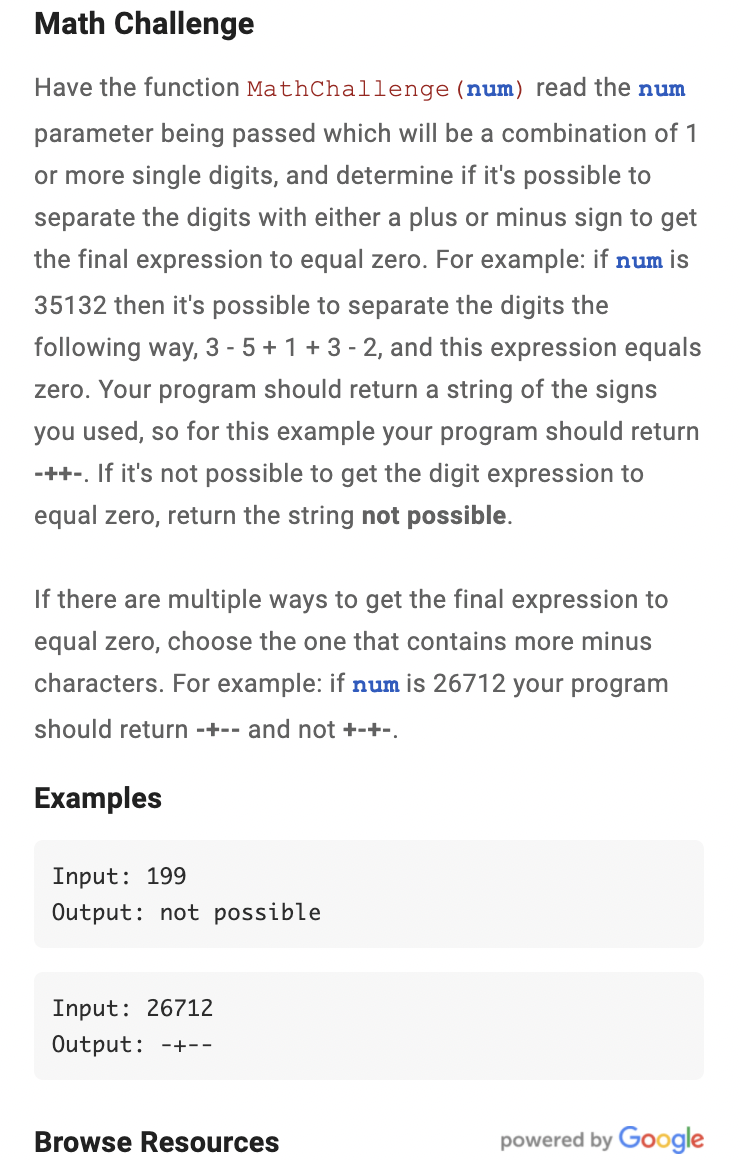 Math Challenge
Have the function MathChallenge(num) read the num
parameter being passed which will be a combination of 1
or more single digits, and determine if it's possible to
separate the digits with either a plus or minus sign to get
the final expression to equal zero. For example: if num is
35132 then it's possible to separate the digits the
following way, 3 - 5 + 1 + 3 - 2, and this expression equals
zero. Your program should return a string of the signs
you used, so for this example your program should return
-++-. If it's not possible to get the digit expression to
equal zero, return the string not possible.
If there are multiple ways to get the final expression to
equal zero, choose the one that contains more minus
characters. For example: if num is 26712 your program
should return -+-- and not +-+-.
Examples
Input: 199
Output: not possible
Input: 26712
Output: -+--
Browse Resources
powered by Google